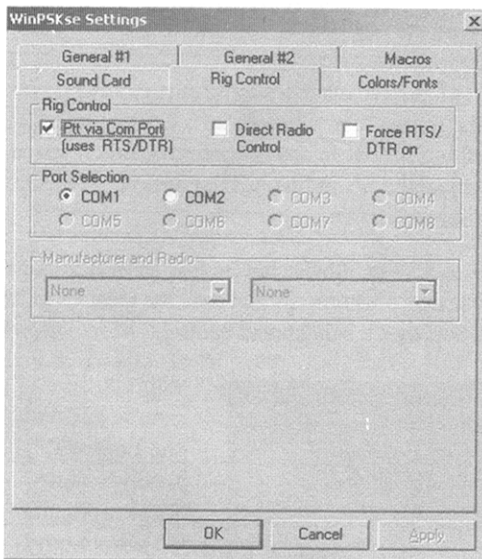 WinPSKse Settings
General #1 General #2 Macros
Sound Card Rig Control Colors/Fonts
Rig Control
Ptt via Com Port Direct Radio Force RTS/
(uses RTS/DTR) Control DTR on
Port Selection
COM1 COM2 COM3 COM4
COM5 COM6 COM7 COM8
Manufacturer and Radio
None None
OK Cancel Apply